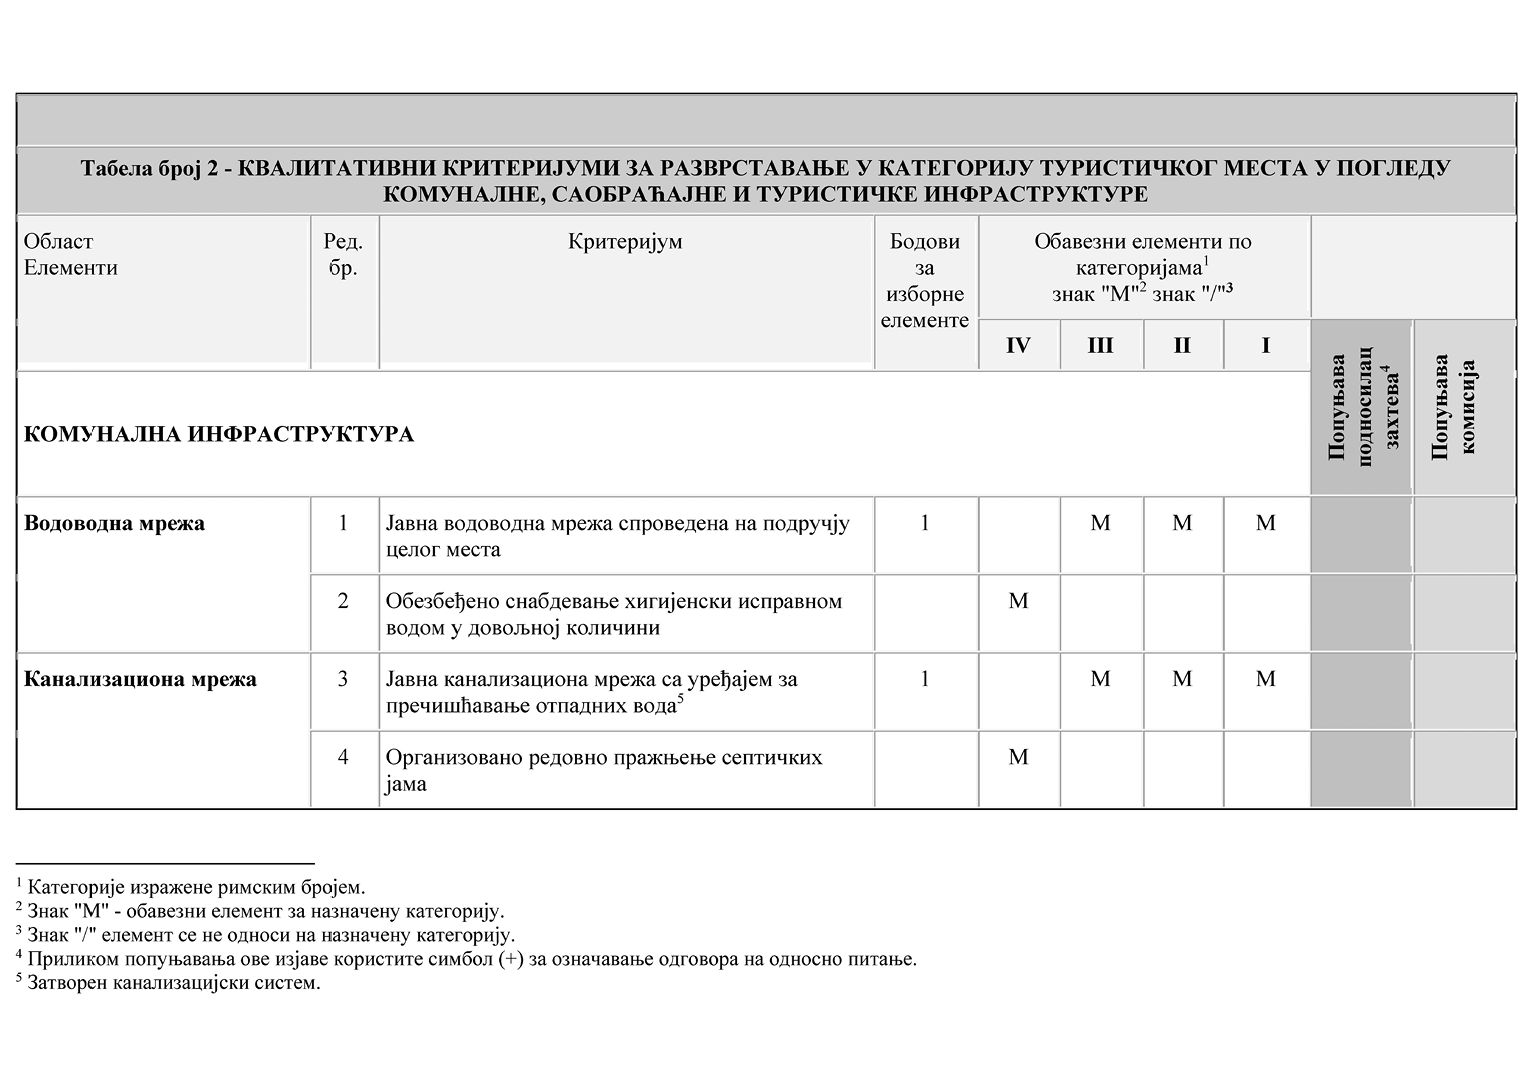 Табела број 2 - КВАЛИТАТИВНИ КРИТЕРИЈУМИ ЗА РАЗВРСТАВАЊЕ У КАТЕГОРИЈУ ТУРИСТИЧКОГ МЕСТА У ПОГЛЕДУ
КОМУНАЛНЕ, САОБРАЋАЈНЕ И ТУРИСТИЧКЕ ИНФРАСТРУКТУРЕ
Област
Елементи
Ред.
бр.
Критеријум
Бодови
за
изборне
елементе
Обавезни елементи по
категоријама¹
знак "М"² знак "/"³
IV III II I
Попуњава
подносилац
захтева⁴
Попуњава
комисија
КОМУНАЛНА ИНФРАСТРУКТУРА
Водоводна мрежа 1 Јавна водоводна мрежа спроведена на подручју 1 М М М
целог места
2 Обезбеђено снабдевање хигијенски исправном М
водом у довољној количини
Канализациона мрежа 3 Јавна канализациона мрежа са уређајем за 1 М М М
пречишћавање отпадних вода⁵
4 Организовано редовно пражњење септичких М
јама
¹ Категорије изражене римским бројем.
² Знак "М" - обавезни елемент за назначену категорију.
³ Знак "/" елемент се не односи на назначену категорију.
⁴ Приликом попуњавања ове изјаве користите симбол (+) за означавање одговора на односно питање.
⁵ Затворен канализацијски систем.